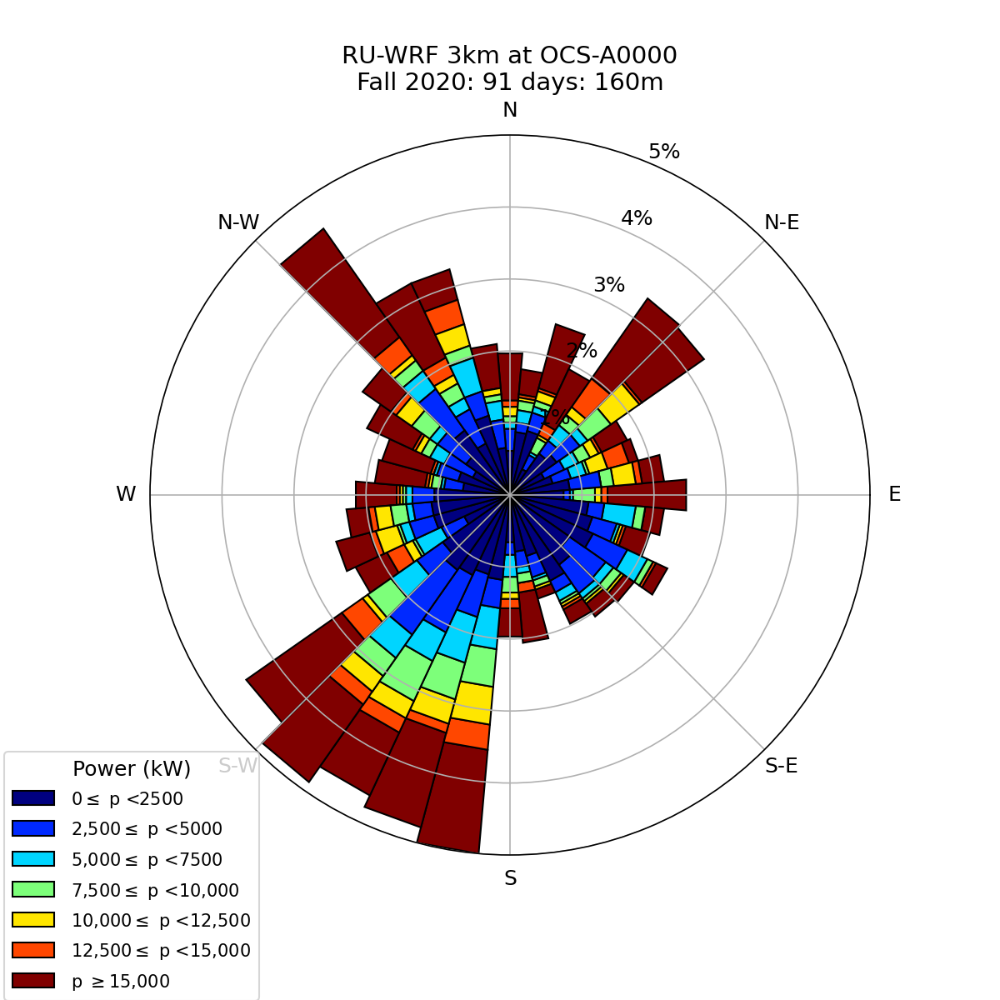 RU-WRF 3km at OCS-A0000
Fall 2020: 91 days: 160m
N
5%
N-W
4%
N-E
3%
2%
1%
W
E
S-W
S-E
S
Power (kW)
0≤ p <2500
2,500≤ p <5000
5,000≤ p <7500
7,500≤ p <10,000
10,000≤ p <12,500
12,500≤ p <15,000
p ≥15,000